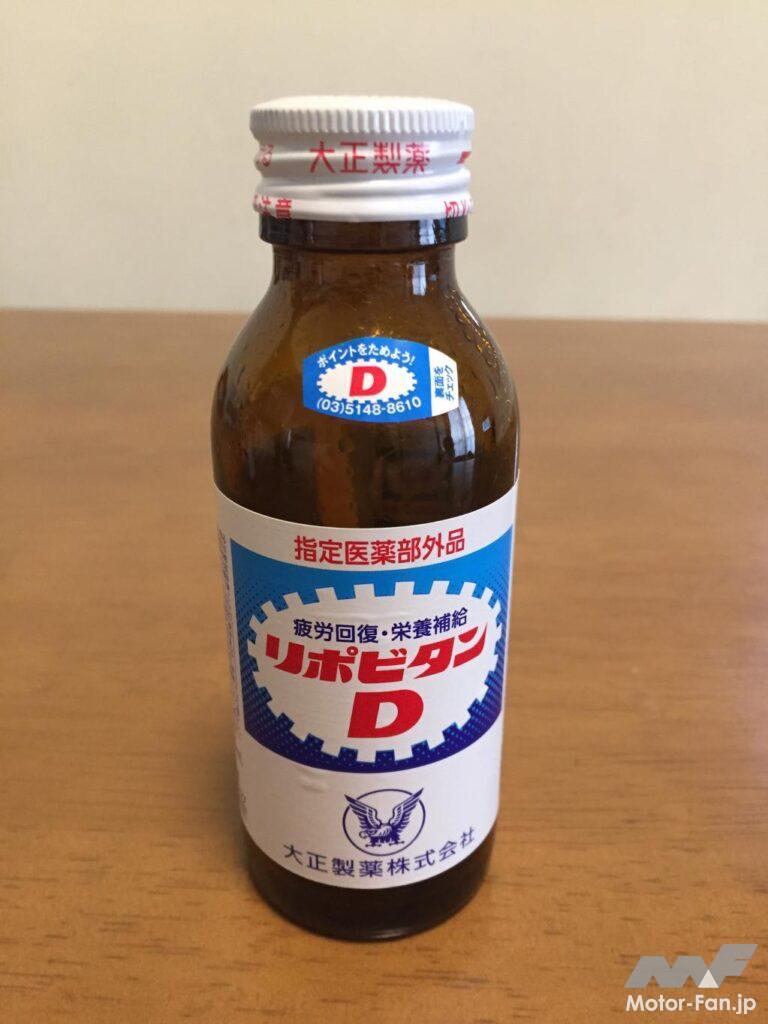 大正製薬
ポイントをためよう!
D
(03)5148-8610
裏面を
チェック
指定医薬部外品
疲労回復・栄養補給
リポビタン
D
大正製薬株式会社
MF
Motor-Fan.jp